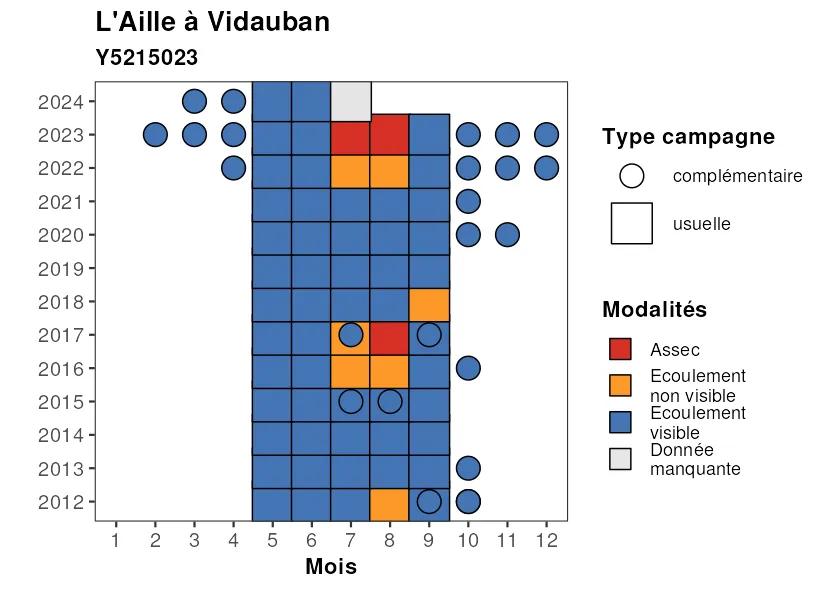 L'Aille à Vidauban
Y5215023
2024
2023
2022
2021
2020
2019
2018
2017
2016
2015
2014
2013
2012
1 2 3 4 5 6 7 8 9 10 11 12
Mois
Type campagne
complémentaire
usuelle
Modalités
Assec
Ecoulement
non visible
Ecoulement
visible
Donnée
manquante